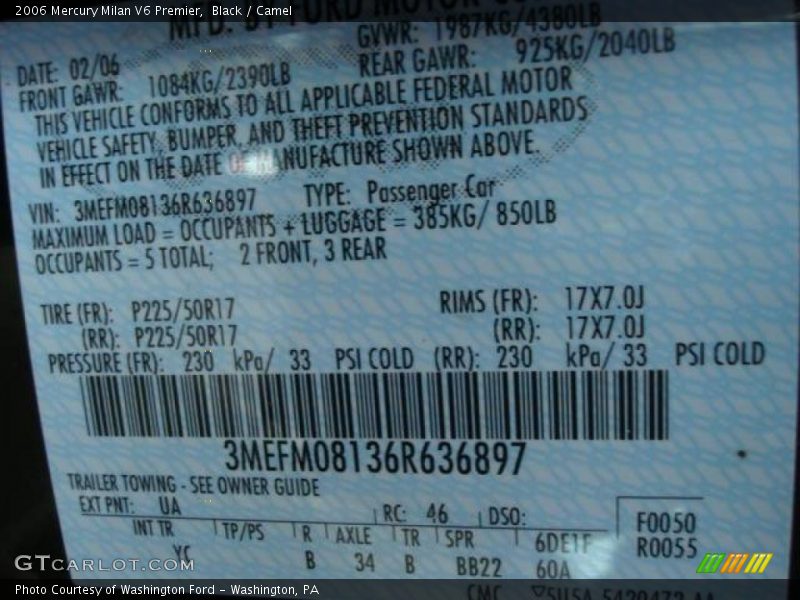 2006 Mercury Milan V6 Premier, Black / Camel
MFD. BY FORD MOTOR
GVWR: 1987KG/4380LB
DATE: 02/06
FRONT GAWR: 1084KG/2390LB REAR GAWR: 925KG/2040LB
THIS VEHICLE CONFORMS TO ALL APPLICABLE FEDERAL MOTOR
VEHICLE SAFETY, BUMPER, AND THEFT PREVENTION STANDARDS
IN EFFECT ON THE DATE OF MANUFACTURE SHOWN ABOVE.
VIN: 3MEFM08136R636897 TYPE: Passenger Car
MAXIMUM LOAD = OCCUPANTS + LUGGAGE = 385KG/ 850LB
OCCUPANTS = 5 TOTAL; 2 FRONT, 3 REAR
TIRE (FR): P225/50R17 RIMS (FR): 17X7.0J
(RR): P225/50R17 (RR): 17X7.0J
PRESSURE (FR): 230 kPa/ 33 PSI COLD (RR): 230 kPa/ 33 PSI COLD
3MEFM08136R636897
TRAILER TOWING - SEE OWNER GUIDE
EXT PNT: UA RC: 46 DSO: F0050
INT TR TP/PS R AXLE TR SPR 6DE1F R0055
YC B 34 B BB22 60A
GTcarlot.com
Photo Courtesy of Washington Ford - Washington, PA